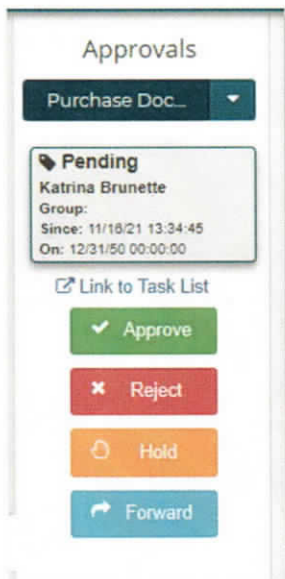 Approvals
Purchase Doc...
Pending
Katrina Brunette
Group:
Since: 11/16/21 13:34:45
On: 12/31/50 00:00:00
Link to Task List
Approve
Reject
Hold
Forward